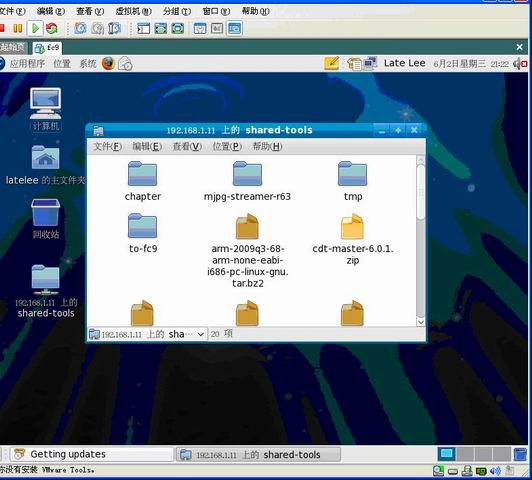 文件(F) 编辑(E) 查看(V) 虚拟机(M) 分组(T) 窗口(W) 帮助(H)
起始页 fc9
应用程序 位置 系统 Late Lee 6月2日星期三 21:22
计算机
latelee 的主文件夹
回收站
192.168.1.11 上的
shared-tools
192.168.1.11 上的 shared-tools
文件(F) 编辑(E) 查看(V) 位置(P) 帮助(H)
chapter mjpg-streamer-r63 tmp
to-fc9
arm-2009q3-68-
arm-none-eabi-
i686-pc-linux-gnu.
tar.bz2
cdt-master-6.0.1.
zip
192.168.1.11 上的 sha··· 20 项
Getting updates 192.168.1.11 上的 shared-tools
你没有安装 VMware Tools。